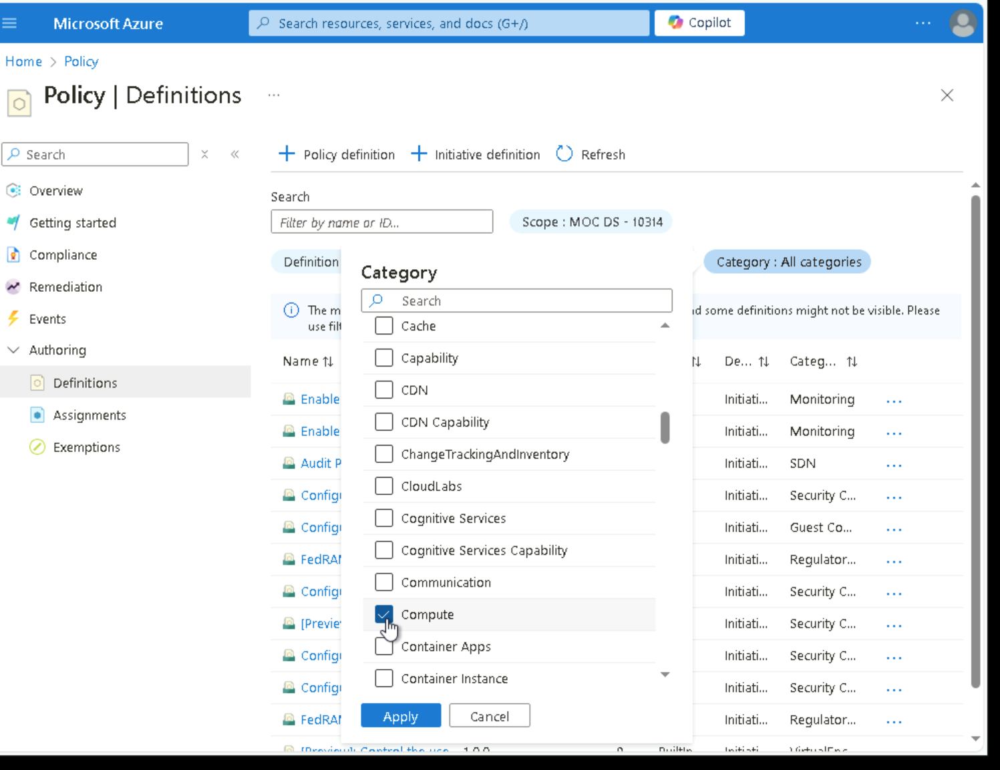 Microsoft Azure
Search resources, services, and docs (G+/)
Copilot
Home > Policy
Policy | Definitions
Search
+ Policy definition
+ Initiative definition
Refresh
Overview
Getting started
Compliance
Remediation
Events
Authoring
Definitions
Assignments
Exemptions
Search
Filter by name or ID...
Scope : MOC DS - 10314
Definition
Category : All categories
The m
d some definitions might not be visible. Please
use filt
Name
De...
Categ...
Enable
Initiati...
Monitoring
Enable
Initiati...
Monitoring
Audit P
Initiati...
SDN
Config
Initiati...
Security C...
Config
Initiati...
Guest Co...
FedRAM
Initiati...
Regulator...
Config
Initiati...
Security C...
[Previe
Initiati...
Security C...
Config
Initiati...
Security C...
Config
Initiati...
Security C...
FedRAM
Initiati...
Regulator...
[Preview]: Control the use
1.0.0
BuiltIn
Initiati...
Category
Search
Cache
Capability
CDN
CDN Capability
ChangeTrackingAndInventory
CloudLabs
Cognitive Services
Cognitive Services Capability
Communication
Compute
Container Apps
Container Instance
Apply
Cancel